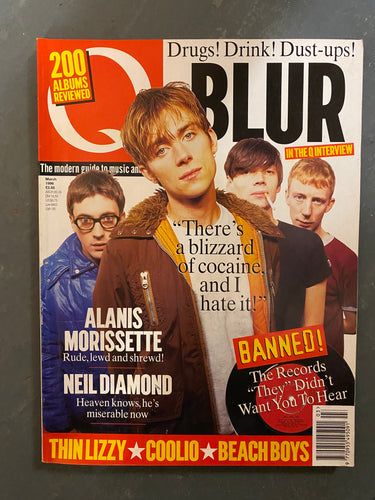 Drugs! Drink! Dust-ups!
200
ALBUMS
REVIEWED
Q
BLUR
IN THE Q INTERVIEW
The modern guide to music an
March
1996
"There's
a blizzard
of cocaine,
and I
hate it!"
ALANIS
MORISSETTE
Rude, lewd and shrewd!
NEIL DIAMOND
Heaven knows, he's
miserable now
BANNED!
The Records
"They" Didn't
Want You To Hear
THIN LIZZY ★ COOLIO ★ BEACH BOYS